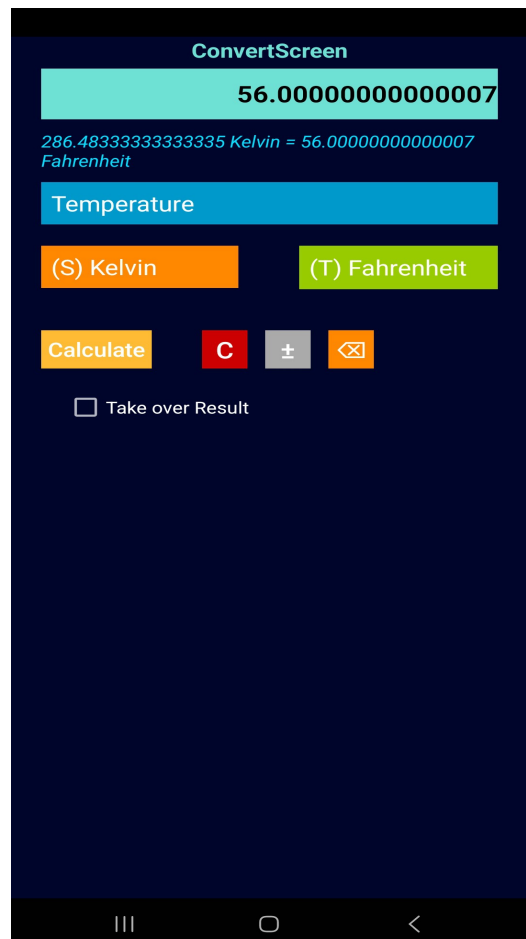 ConvertScreen
56.00000000000007
286.48333333333335 Kelvin = 56.00000000000007
Fahrenheit
Temperature
(S) Kelvin
(T) Fahrenheit
Calculate
C
±
Take over Result